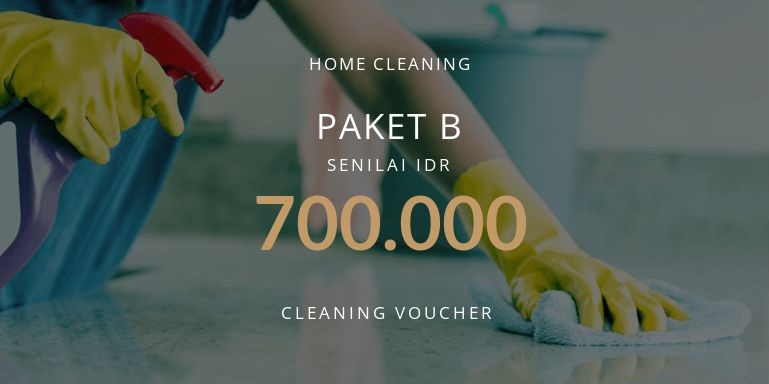 HOME CLEANING
PAKET B
SENILAI IDR
700.000
CLEANING VOUCHER